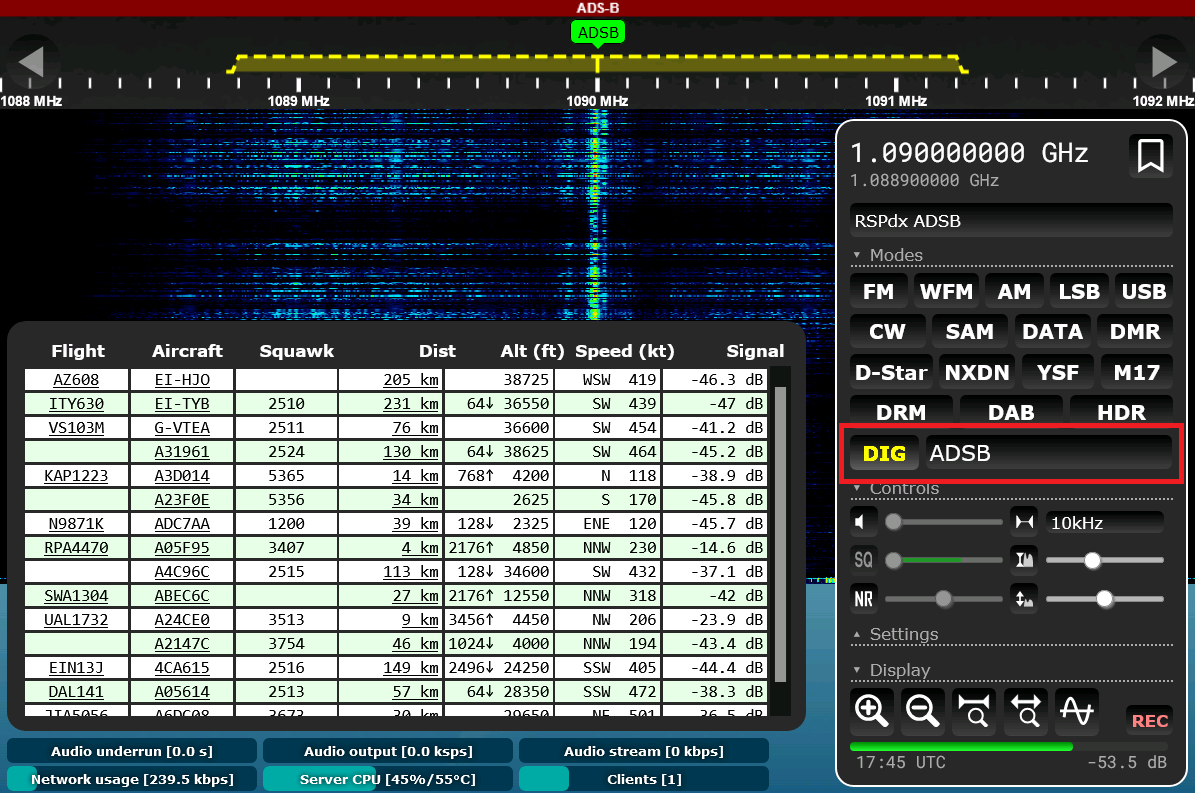 ADS-B
ADSB
1088 MHz 1089 MHz 1090 MHz 1091 MHz 1092 MHz
1.090000000 GHz
1.088900000 GHz
RSPdx ADSB
▾ Modes
FM WFM AM LSB USB
CW SAM DATA DMR
D-Star NXDN YSF M17
DRM DAB HDR
DIG ADSB
▾ Controls
10kHz
SQ
NR
▴ Settings
▾ Display
REC
17:45 UTC -53.5 dB
Flight Aircraft Squawk Dist Alt (ft) Speed (kt) Signal
AZ608 EI-HJO 205 km 38725 WSW 419 -46.3 dB
ITY630 EI-TYB 2510 231 km 64↓ 36550 SW 439 -47 dB
VS103M G-VTEA 2511 76 km 36600 SW 454 -41.2 dB
A31961 2524 130 km 64↓ 38625 SW 464 -45.2 dB
KAP1223 A3D014 5365 14 km 768↑ 4200 N 118 -38.9 dB
A23F0E 5356 34 km 2625 S 170 -45.8 dB
N9871K ADC7AA 1200 39 km 128↓ 2325 ENE 120 -45.7 dB
RPA4470 A05F95 3407 4 km 2176↑ 4850 NNW 230 -14.6 dB
A4C96C 2515 113 km 128↓ 34600 SW 432 -37.1 dB
SWA1304 ABEC6C 27 km 2176↑ 12550 NNW 318 -42 dB
UAL1732 A24CE0 3513 9 km 3456↑ 4450 NW 206 -23.9 dB
A2147C 3754 46 km 1024↓ 4000 NNW 194 -43.4 dB
EIN13J 4CA615 2516 149 km 2496↓ 24250 SSW 405 -44.4 dB
DAL141 A05614 2513 57 km 64↓ 28350 SSW 472 -38.3 dB
Audio underrun [0.0 s] Audio output [0.0 ksps] Audio stream [0 kbps]
Network usage [239.5 kbps] Server CPU [45%/55°C] Clients [1]